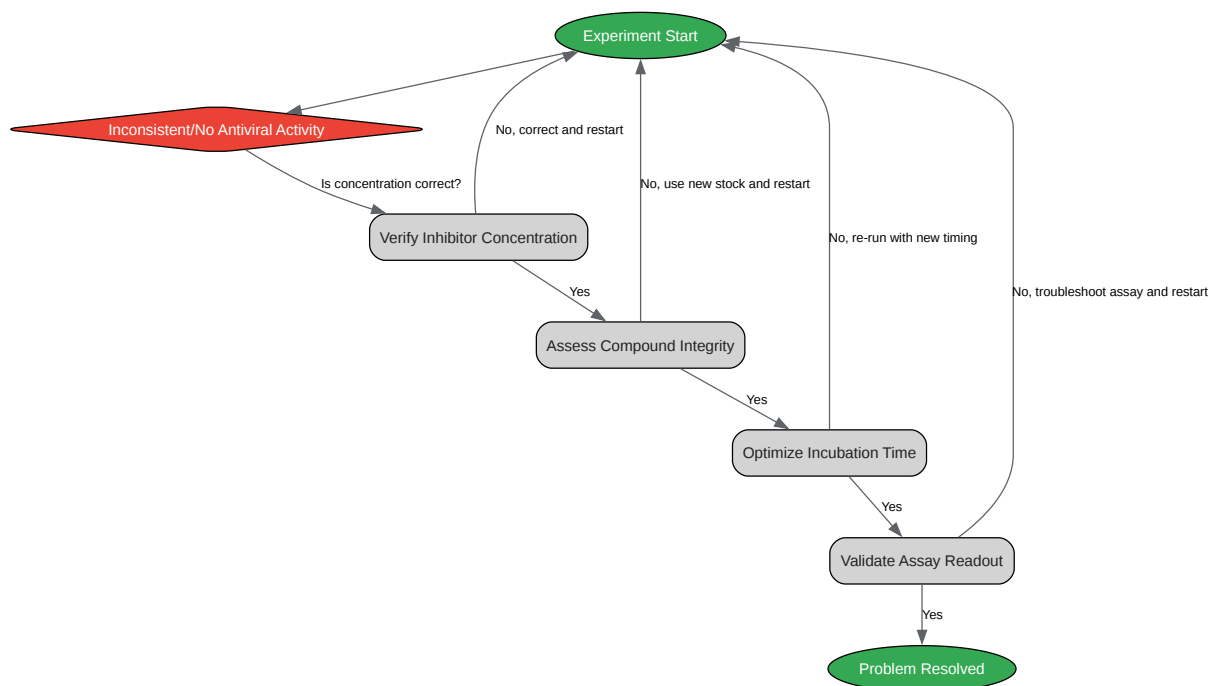 Experiment Start
Inconsistent/No Antiviral Activity
No, correct and restart
Is concentration correct?
No, use new stock and restart
Verify Inhibitor Concentration
No, re-run with new timing
Yes
No, troubleshoot assay and restart
Assess Compound Integrity
Yes
Optimize Incubation Time
Yes
Validate Assay Readout
Yes
Problem Resolved